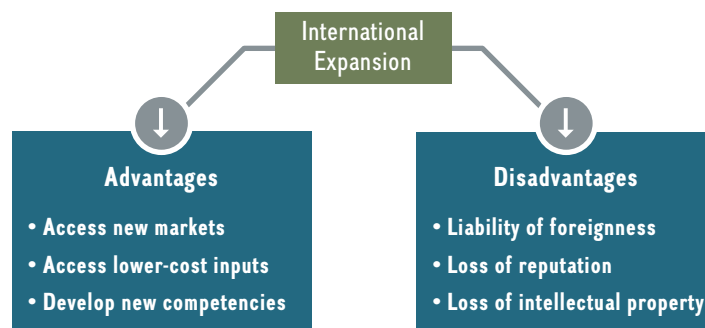 International
Expansion
Advantages
• Access new markets
• Access lower-cost inputs
• Develop new competencies
Disadvantages
• Liability of foreignness
• Loss of reputation
• Loss of intellectual property